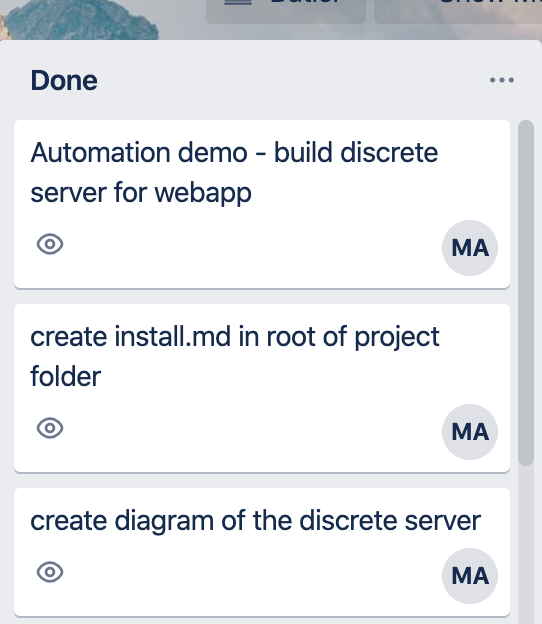 Done
Automation demo - build discrete
server for webapp
MA
create install.md in root of project
folder
MA
create diagram of the discrete server
MA